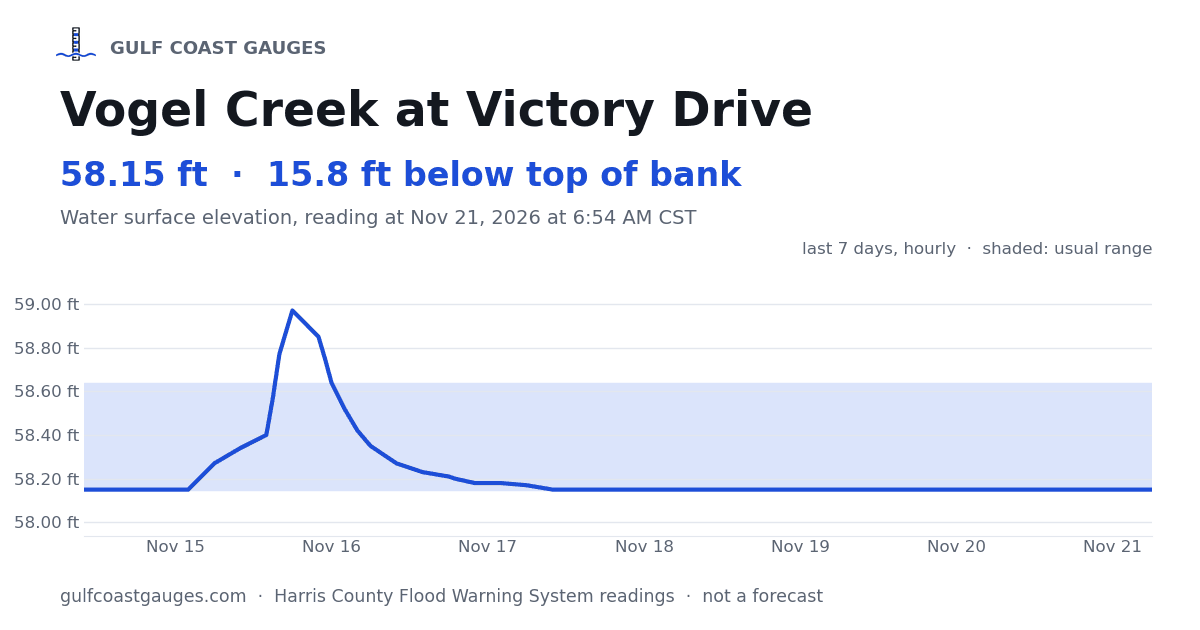 GULF COAST GAUGES
Vogel Creek at Victory Drive
58.15 ft · 15.8 ft below top of bank
Water surface elevation, reading at Nov 21, 2026 at 6:54 AM CST
last 7 days, hourly · shaded: usual range
59.00 ft
58.80 ft
58.60 ft
58.40 ft
58.20 ft
58.00 ft
Nov 15 Nov 16 Nov 17 Nov 18 Nov 19 Nov 20 Nov 21
gulfcoastgauges.com · Harris County Flood Warning System readings · not a forecast